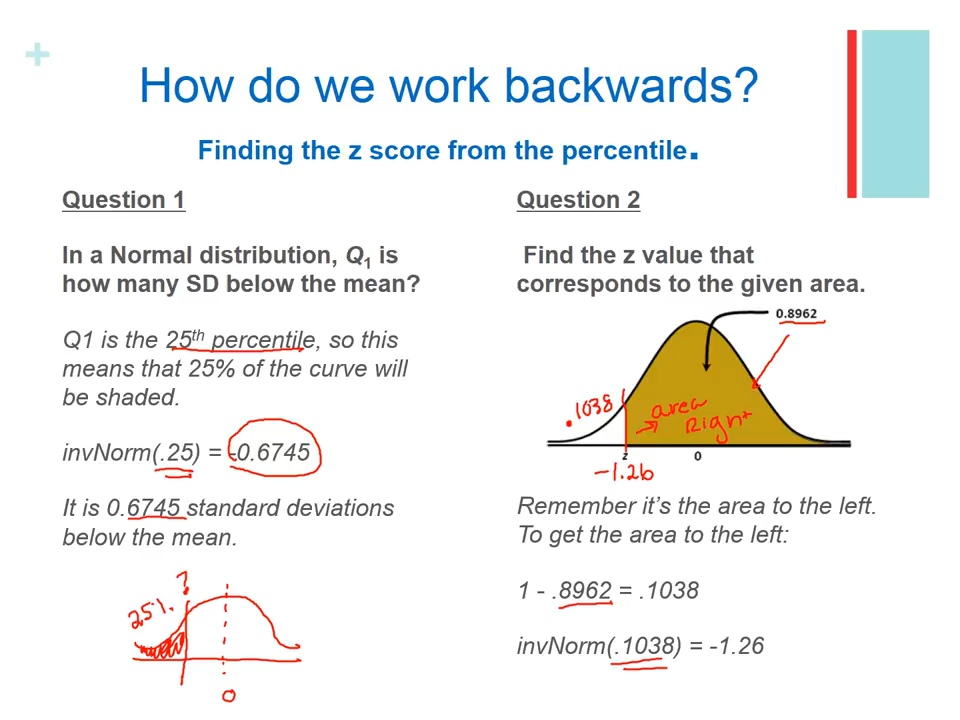 +
How do we work backwards?
Finding the z score from the percentile.
Question 1
In a Normal distribution, Q1 is
how many SD below the mean?
Q1 is the 25th percentile, so this
means that 25% of the curve will
be shaded.
invNorm(.25) = -0.6745
It is 0.6745 standard deviations
below the mean.
?
25%
0
Question 2
Find the z value that
corresponds to the given area.
0.8962
.1038
area
Right
z
0
-1.26
Remember it's the area to the left.
To get the area to the left:
1 - .8962 = .1038
invNorm(.1038) = -1.26